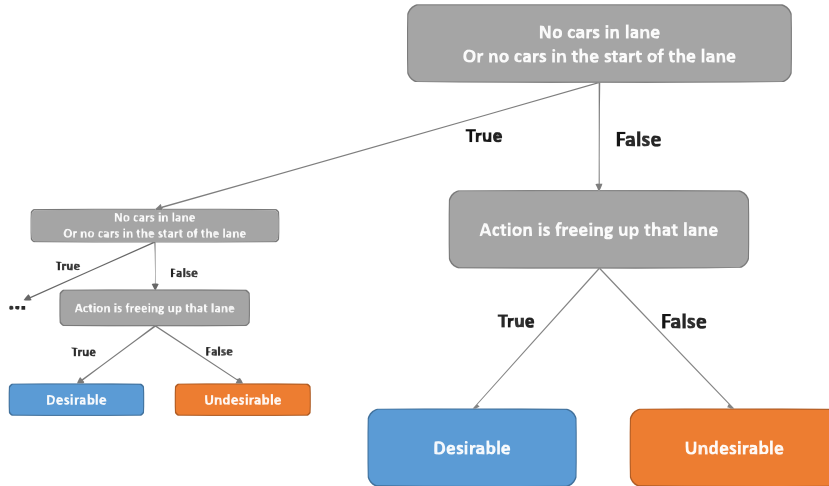 No cars in lane
Or no cars in the start of the lane
True
False
No cars in lane
Or no cars in the start of the lane
Action is freeing up that lane
True
False
...
Action is freeing up that lane
True
False
True
False
Desirable
Undesirable
Desirable
Undesirable